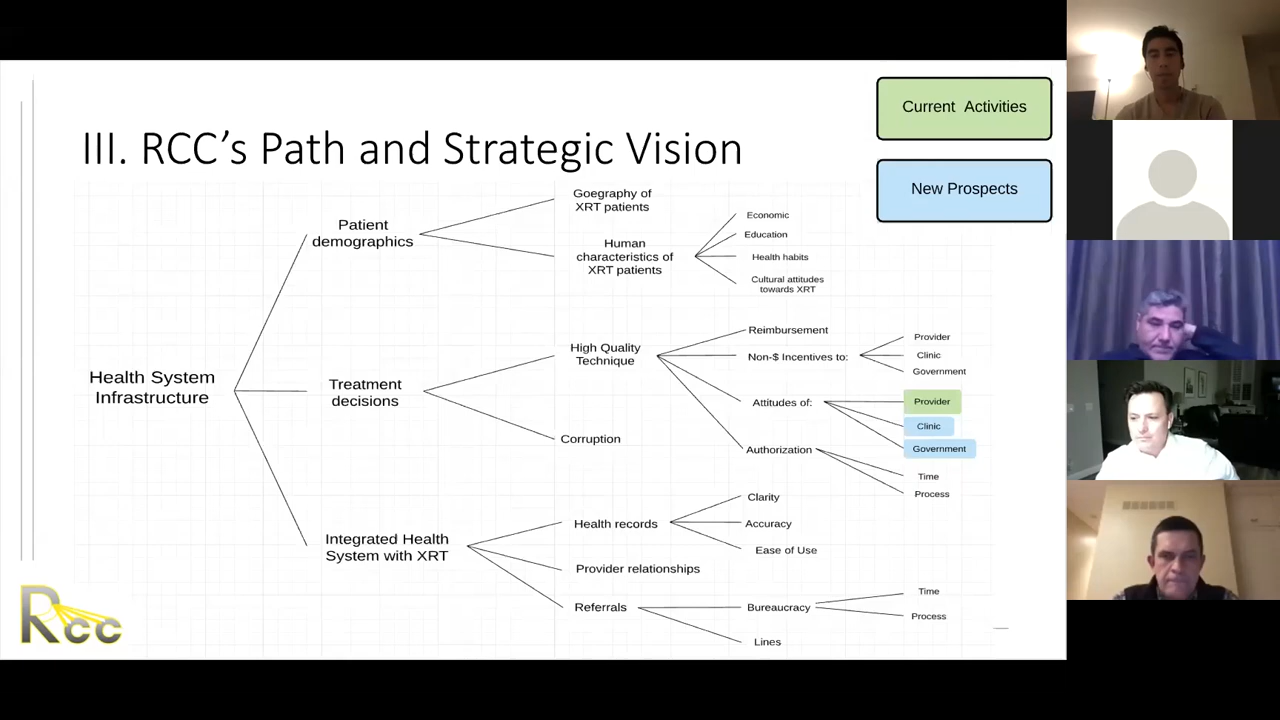 Current Activities
III. RCC's Path and Strategic Vision
New Prospects
Goegraphy of
XRT patients
Patient
demographics
Human
characteristics of
XRT patients
Economic
Education
Health habits
Cultural attitudes
towards XRT
Health System
Infrastructure
Treatment
decisions
High Quality
Technique
Reimbursement
Non-$ Incentives to:
Provider
Clinic
Government
Attitudes of:
Provider
Clinic
Government
Authorization
Time
Process
Corruption
Integrated Health
System with XRT
Health records
Clarity
Accuracy
Ease of Use
Provider relationships
Referrals
Bureaucracy
Time
Process
Lines
Rcc